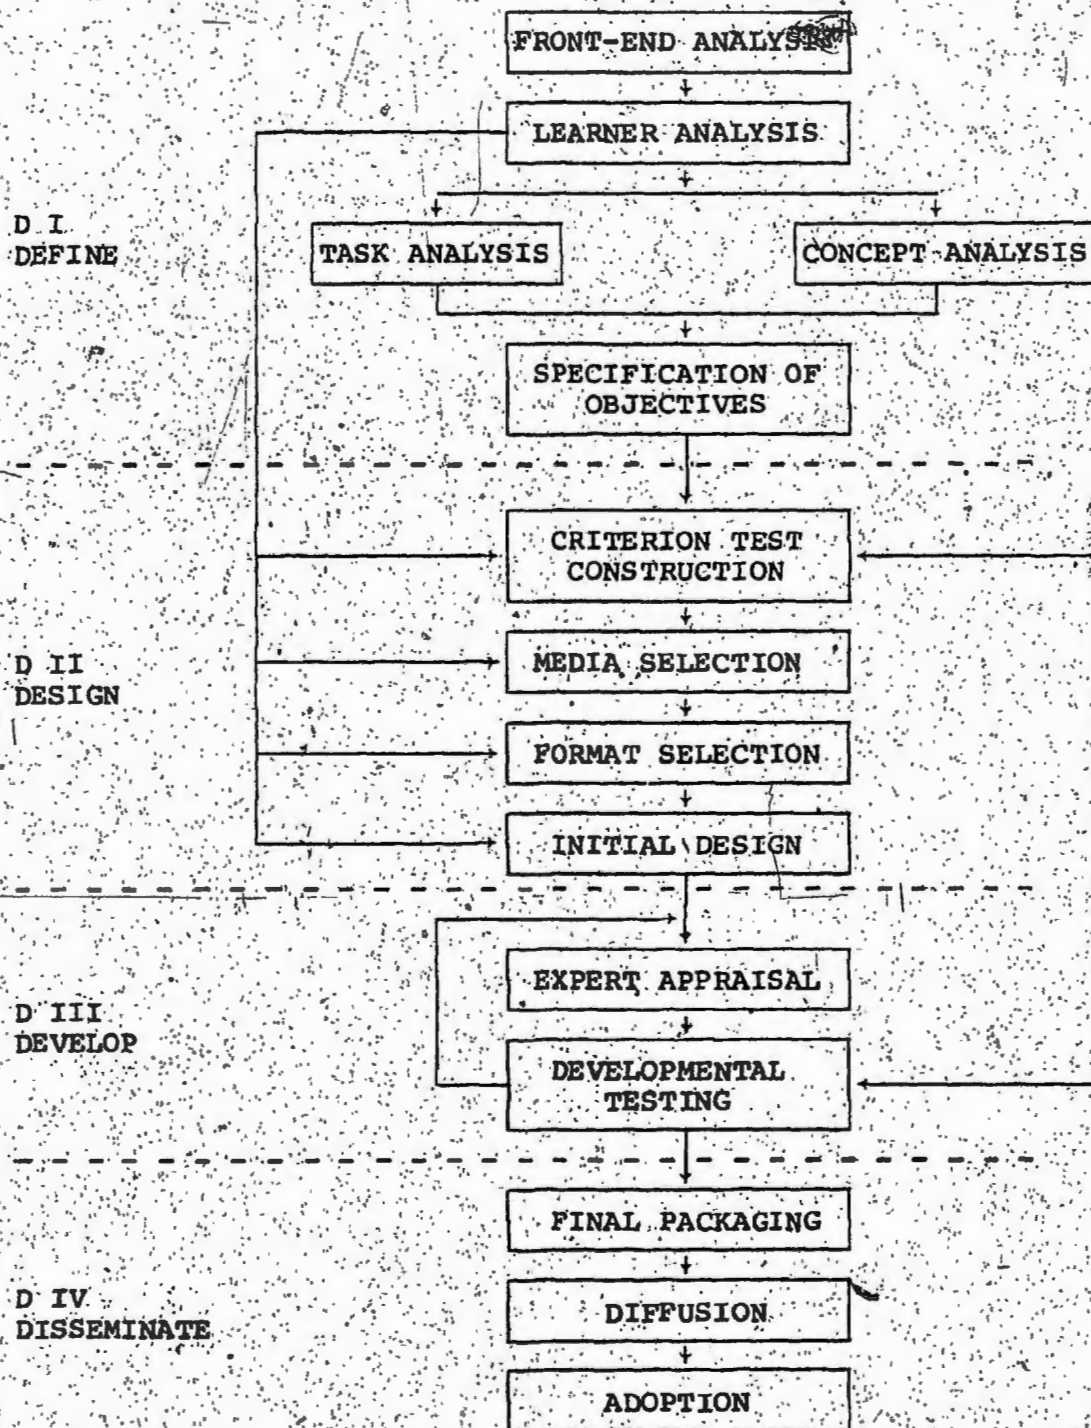 FRONT-END ANALYSIS
LEARNER ANALYSIS
D I
DEFINE
TASK ANALYSIS
CONCEPT ANALYSIS
SPECIFICATION OF
OBJECTIVES
CRITERION TEST
CONSTRUCTION
D II
DESIGN
MEDIA SELECTION
FORMAT SELECTION
INITIAL DESIGN
EXPERT APPRAISAL
D III
DEVELOP
DEVELOPMENTAL
TESTING
FINAL PACKAGING
D IV
DISSEMINATE
DIFFUSION
ADOPTION